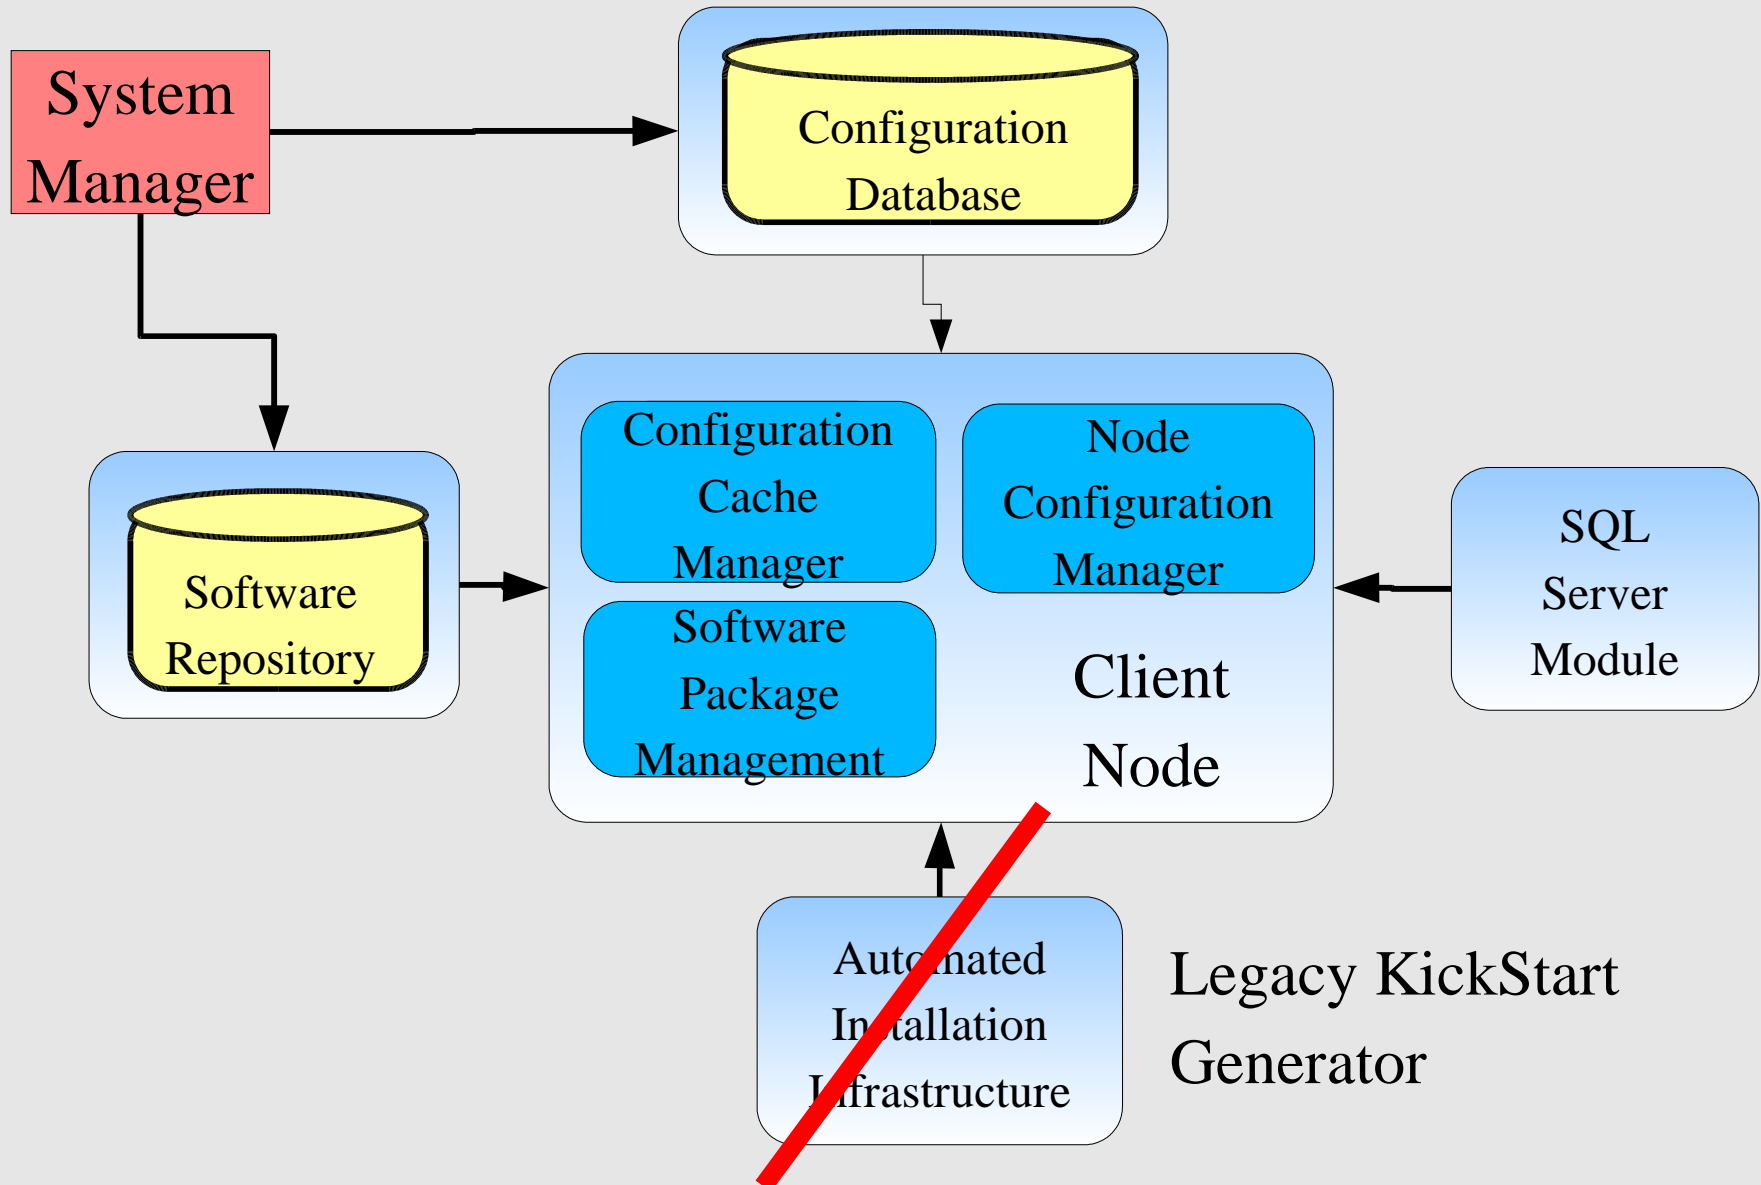 System
Manager
Configuration
Database
Configuration
Cache
Manager
Node
Configuration
Manager
Software
Repository
Software
Package
Management
Client
Node
SQL
Server
Module
Automated
Installation
Infrastructure
Legacy KickStart
Generator